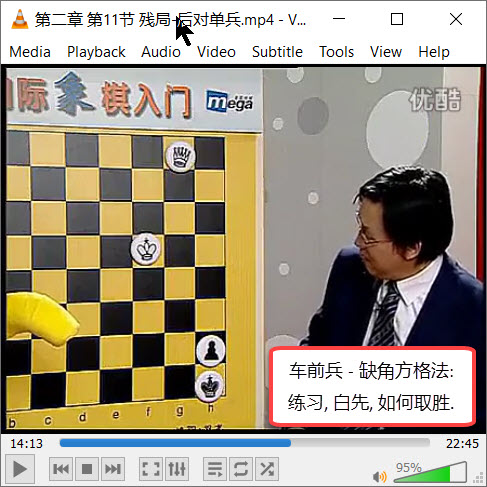 第二章 第11节 残局-后对单兵.mp4 - V...
Media Playback Audio Video Subtitle Tools View Help
国际象棋入门
mega
优酷
a b c d e f g h
车前兵 - 缺角方格法:
练习, 白先, 如何取胜.
14:13
22:45
95%